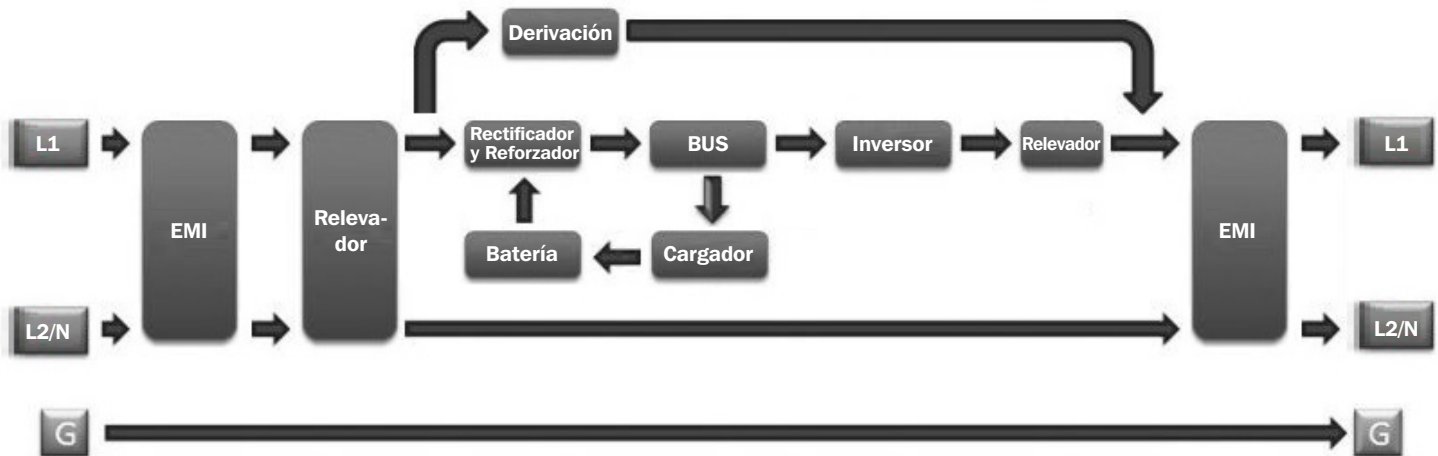 Derivación
L1
EMI
Releva-
dor
Rectificador
y Reforzador
BUS
Inversor
Relevador
EMI
L1
Batería
Cargador
L2/N
L2/N
G
G